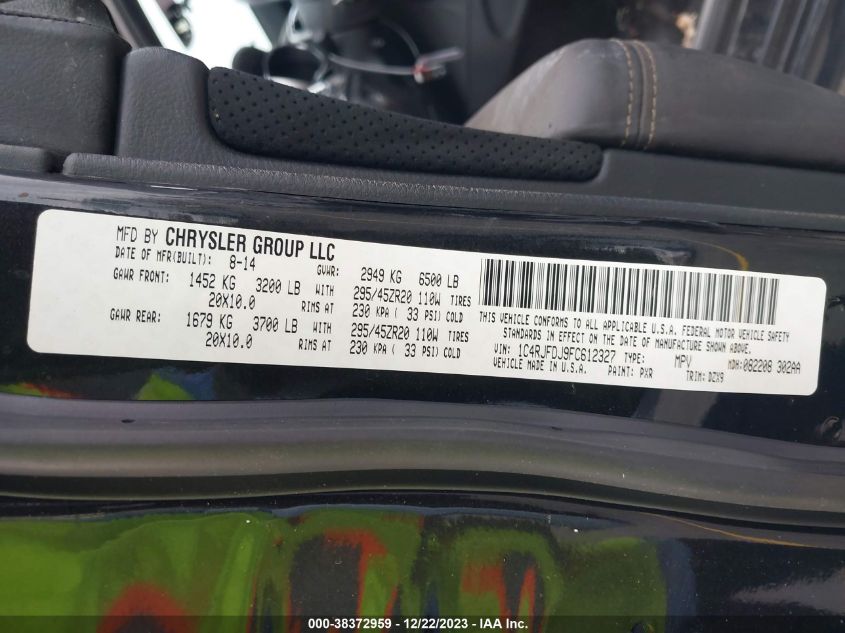 MFD BY CHRYSLER GROUP LLC
DATE OF MFR(BUILT): 8-14 GVWR: 2949 KG 6500 LB
GAWR FRONT: 1452 KG 3200 LB WITH 295/45ZR20 110W TIRES
20X10.0 RIMS AT 230 KPA ( 33 PSI) COLD
GAWR REAR: 1679 KG 3700 LB WITH 295/45ZR20 110W TIRES
20X10.0 RIMS AT 230 KPA ( 33 PSI) COLD
THIS VEHICLE CONFORMS TO ALL APPLICABLE U.S.A. FEDERAL MOTOR VEHICLE SAFETY
STANDARDS IN EFFECT ON THE DATE OF MANUFACTURE SHOWN ABOVE.
VIN: 1C4RJFDJ9FC612327 TYPE: MPV MDH: 082208 302AA
VEHICLE MADE IN U.S.A. PAINT: PXR TRIM: DZX9
000-38372959 - 12/22/2023 - IAA Inc.